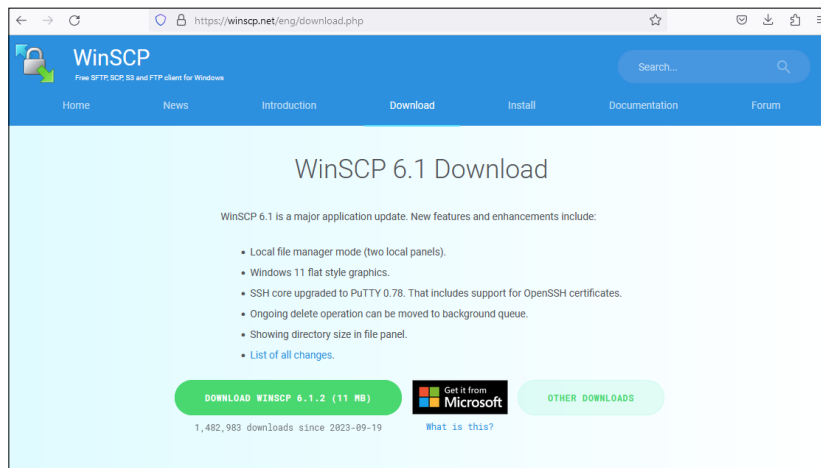 https://winscp.net/eng/download.php
WinSCP
Free SFTP, SCP, S3 and FTP client for Windows
Search...
Home News Introduction Download Install Documentation Forum
WinSCP 6.1 Download
WinSCP 6.1 is a major application update. New features and enhancements include:
• Local file manager mode (two local panels).
• Windows 11 flat style graphics.
• SSH core upgraded to PuTTY 0.78. That includes support for OpenSSH certificates.
• Ongoing delete operation can be moved to background queue.
• Showing directory size in file panel.
• List of all changes.
DOWNLOAD WINSCP 6.1.2 (11 MB)
Get it from
Microsoft
OTHER DOWNLOADS
1,482,983 downloads since 2023-09-19
What is this?